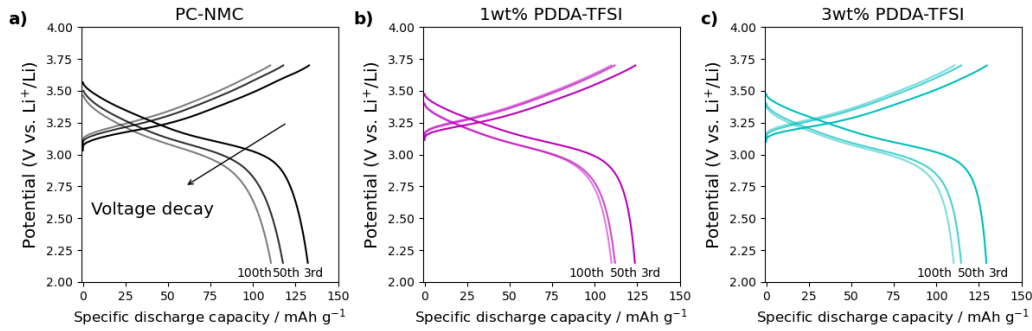 a)
PC-NMC
Potential (V vs. Li⁺/Li)
4.00
3.75
3.50
3.25
3.00
2.75
2.50
2.25
2.00
Voltage decay
100th 50th 3rd
0 25 50 75 100 125 150
Specific discharge capacity / mAh g⁻¹
b)
1wt% PDDA-TFSI
Potential (V vs. Li⁺/Li)
4.00
3.75
3.50
3.25
3.00
2.75
2.50
2.25
2.00
100th 50th 3rd
0 25 50 75 100 125 150
Specific discharge capacity / mAh g⁻¹
c)
3wt% PDDA-TFSI
Potential (V vs. Li⁺/Li)
4.00
3.75
3.50
3.25
3.00
2.75
2.50
2.25
2.00
100th 50th 3rd
0 25 50 75 100 125 150
Specific discharge capacity / mAh g⁻¹